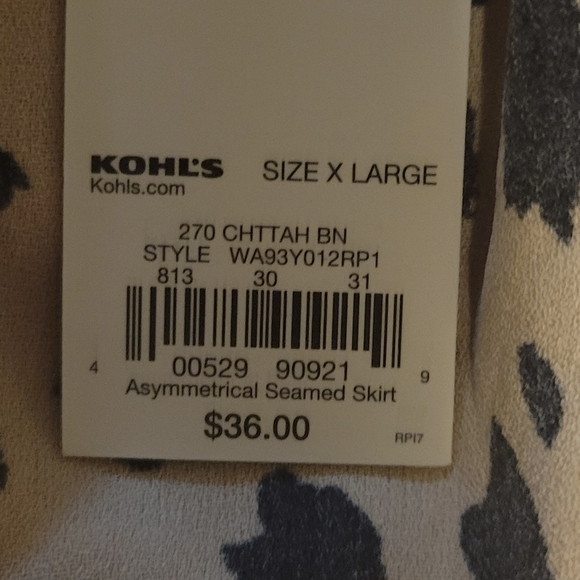 KOHL'S SIZE X LARGE
Kohls.com
270 CHTTAH BN
STYLE WA93Y012RP1
813 30 31
4 00529 90921 9
Asymmetrical Seamed Skirt
$36.00
RPI7